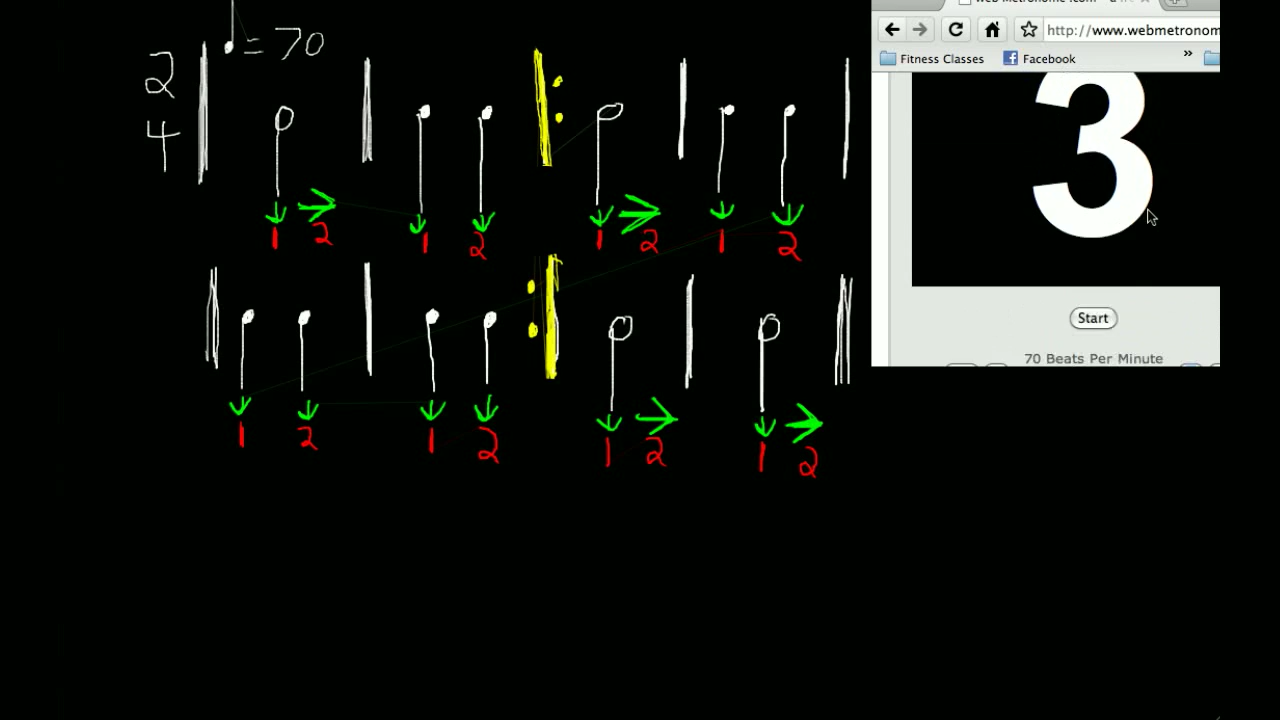 = 70
2
4
1 2 1 2 1 2 1 2
1 2 1 2 1 2 1 2
http://www.webmetronom
Fitness Classes Facebook »
3
Start
70 Beats Per Minute